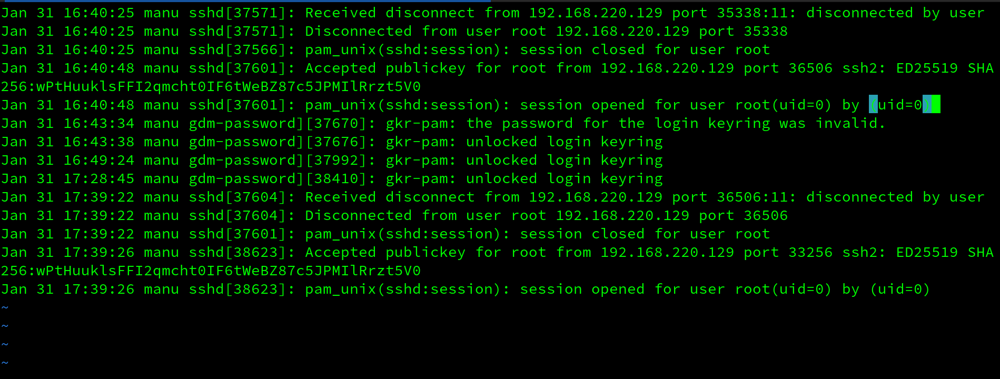 Jan 31 16:40:25 manu sshd[37571]: Received disconnect from 192.168.220.129 port 35338:11: disconnected by user
Jan 31 16:40:25 manu sshd[37571]: Disconnected from user root 192.168.220.129 port 35338
Jan 31 16:40:25 manu sshd[37566]: pam_unix(sshd:session): session closed for user root
Jan 31 16:40:48 manu sshd[37601]: Accepted publickey for root from 192.168.220.129 port 36506 ssh2: ED25519 SHA
256:wPtHuuklsFFI2qmcht0IF6tWeBZ87c5JPMIlRrzt5V0
Jan 31 16:40:48 manu sshd[37601]: pam_unix(sshd:session): session opened for user root(uid=0) by (uid=0)
Jan 31 16:43:34 manu gdm-password][37670]: gkr-pam: the password for the login keyring was invalid.
Jan 31 16:43:38 manu gdm-password][37676]: gkr-pam: unlocked login keyring
Jan 31 16:49:24 manu gdm-password][37992]: gkr-pam: unlocked login keyring
Jan 31 17:28:45 manu gdm-password][38410]: gkr-pam: unlocked login keyring
Jan 31 17:39:22 manu sshd[37604]: Received disconnect from 192.168.220.129 port 36506:11: disconnected by user
Jan 31 17:39:22 manu sshd[37604]: Disconnected from user root 192.168.220.129 port 36506
Jan 31 17:39:22 manu sshd[37601]: pam_unix(sshd:session): session closed for user root
Jan 31 17:39:26 manu sshd[38623]: Accepted publickey for root from 192.168.220.129 port 33256 ssh2: ED25519 SHA
256:wPtHuuklsFFI2qmcht0IF6tWeBZ87c5JPMIlRrzt5V0
Jan 31 17:39:26 manu sshd[38623]: pam_unix(sshd:session): session opened for user root(uid=0) by (uid=0)
~
~
~
~